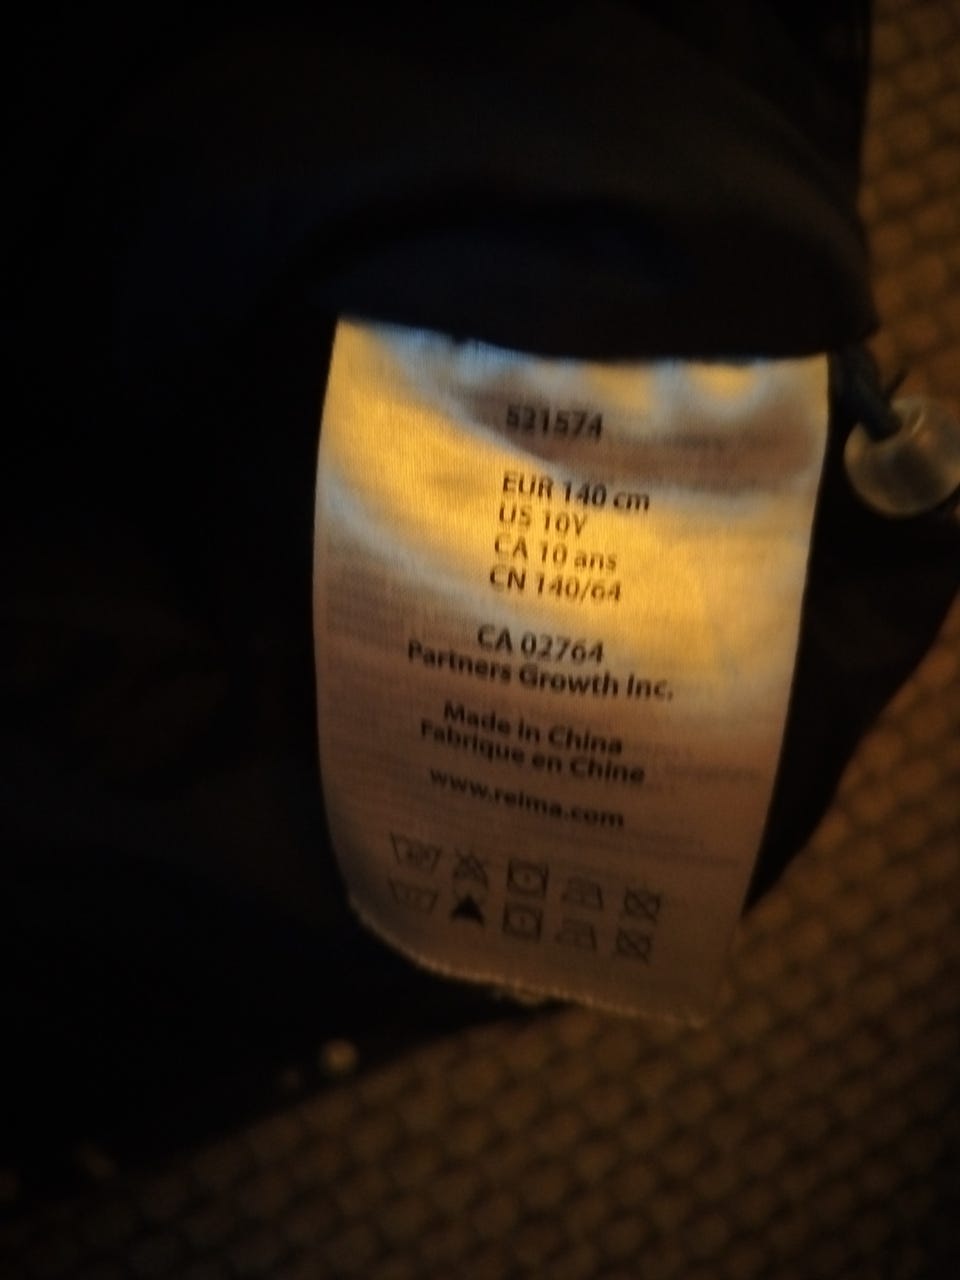 521574
EUR 140 cm
US 10Y
CA 10 ans
CN 140/64
CA 02764
Partners Growth Inc.
Made in China
Fabrique en Chine
www.reima.com